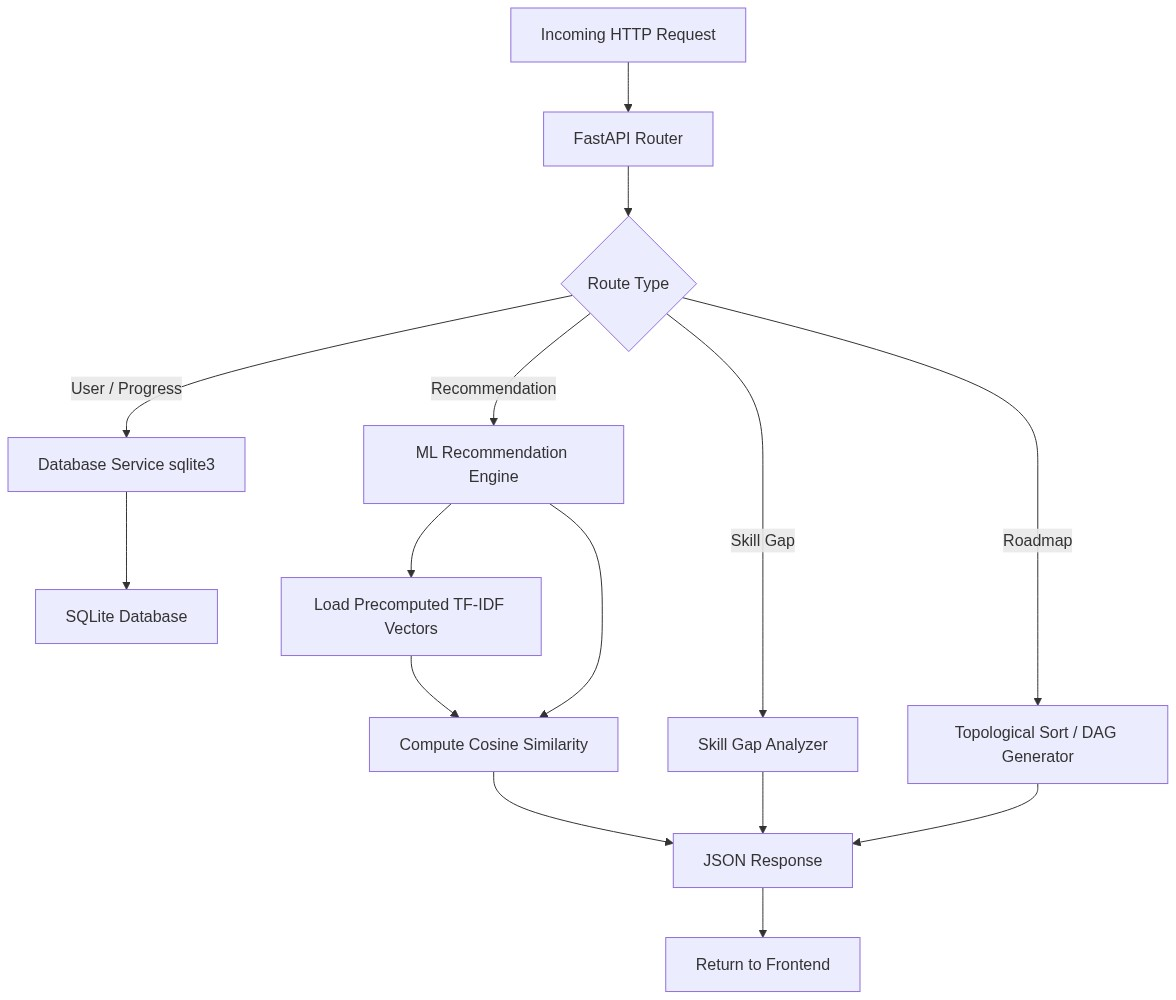 Incoming HTTP Request
FastAPI Router
Route Type
User / Progress
Recommendation
Database Service sqlite3
ML Recommendation
Engine
Skill Gap
Roadmap
SQLite Database
Load Precomputed TF-IDF
Vectors
Compute Cosine Similarity
Skill Gap Analyzer
Topological Sort / DAG
Generator
JSON Response
Return to Frontend